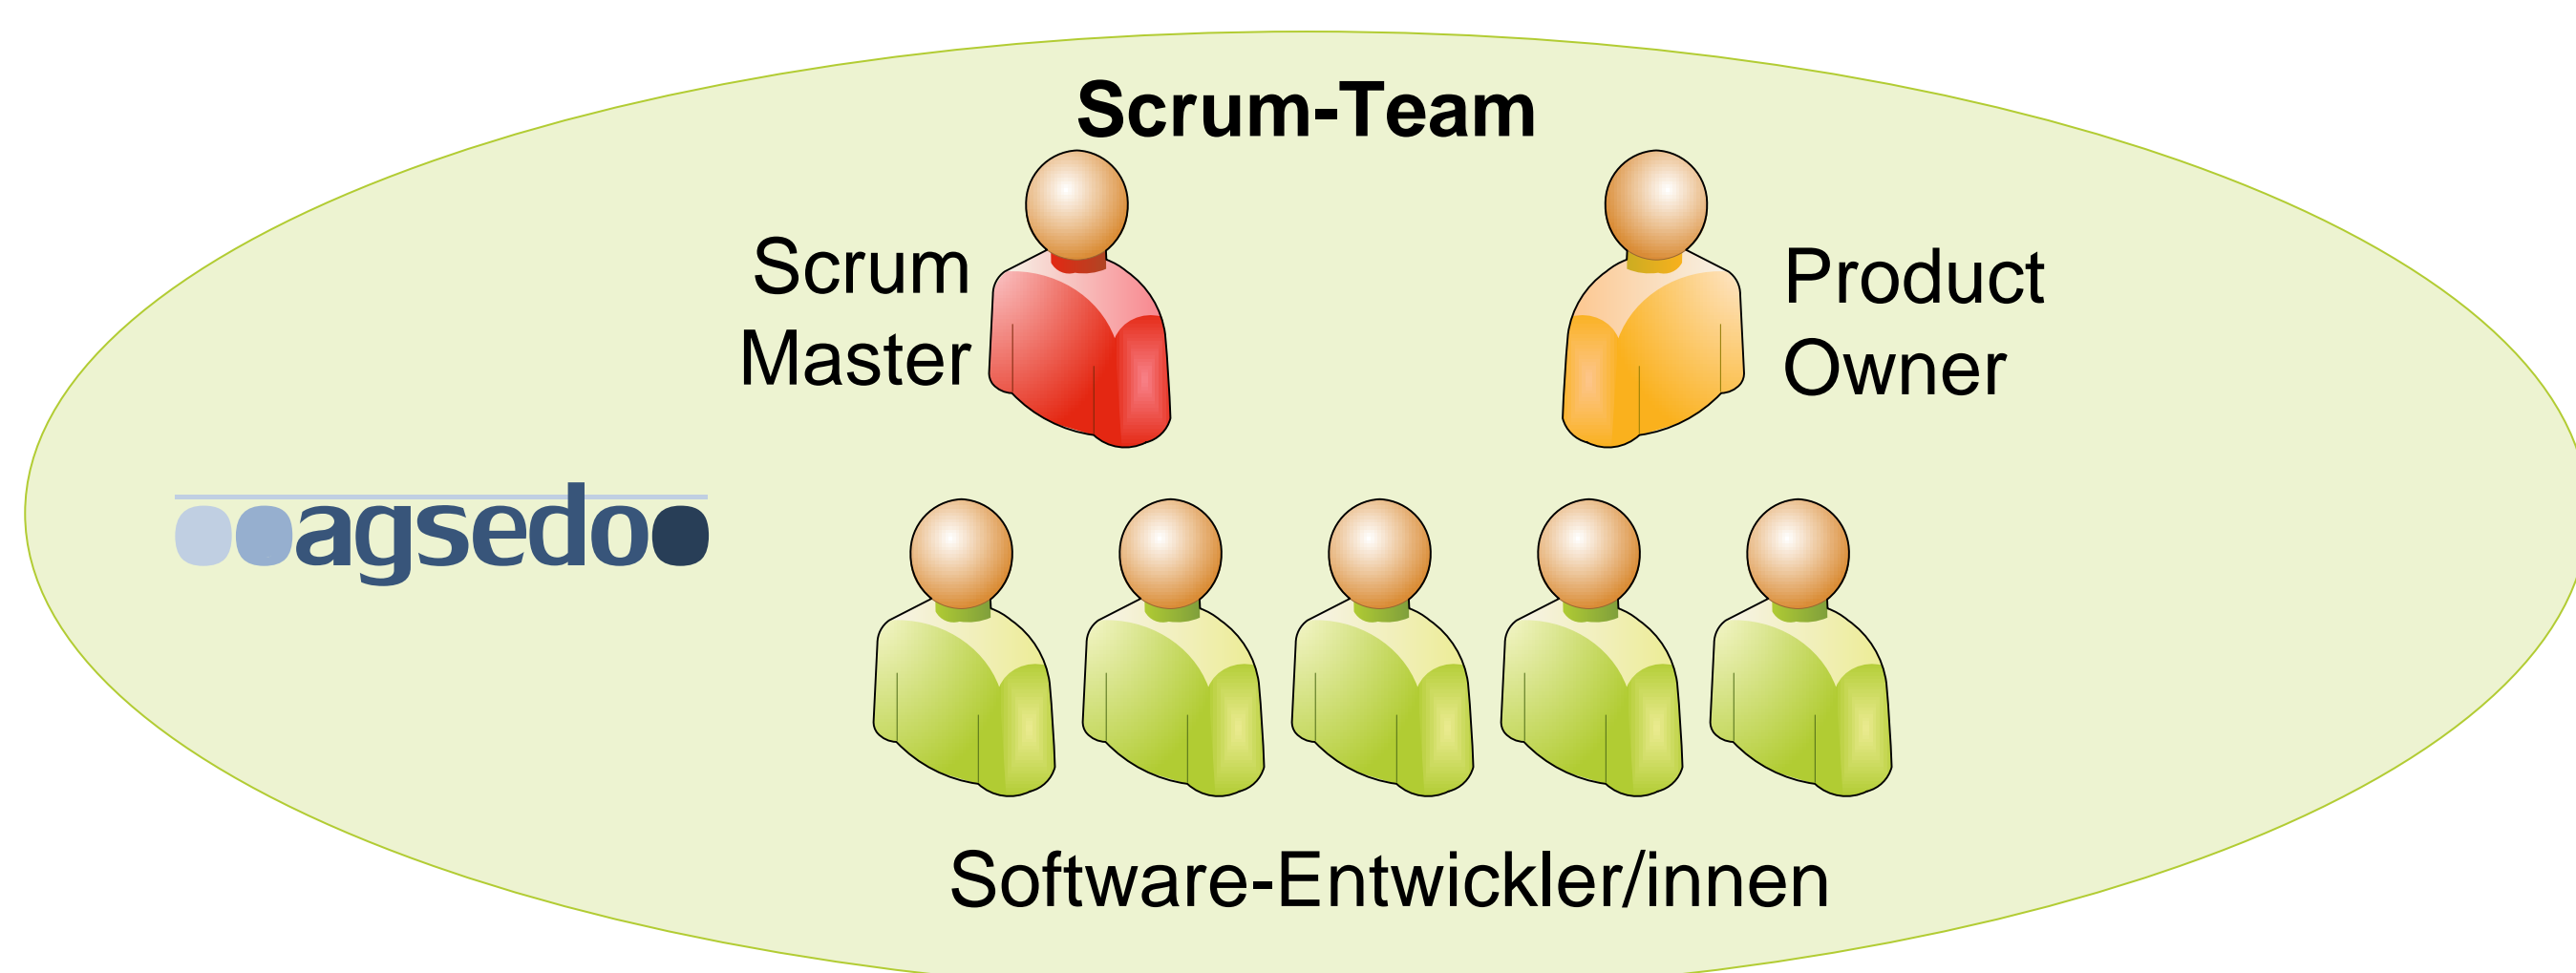 Scrum-Team
Scrum
Master
Product
Owner
agsedo
Software-Entwickler/innen